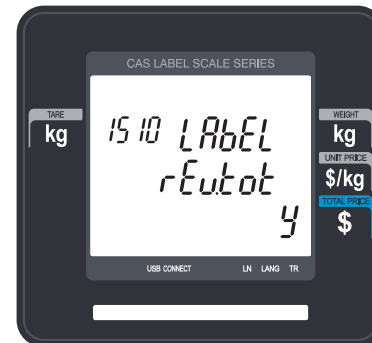 CAS LABEL SCALE SERIES
TARE
kg
WEIGHT
kg
UNIT PRICE
$/kg
TOTAL PRICE
$
1510 LAbEL
rEv.tot
y
USB CONNECT LN LANG TR